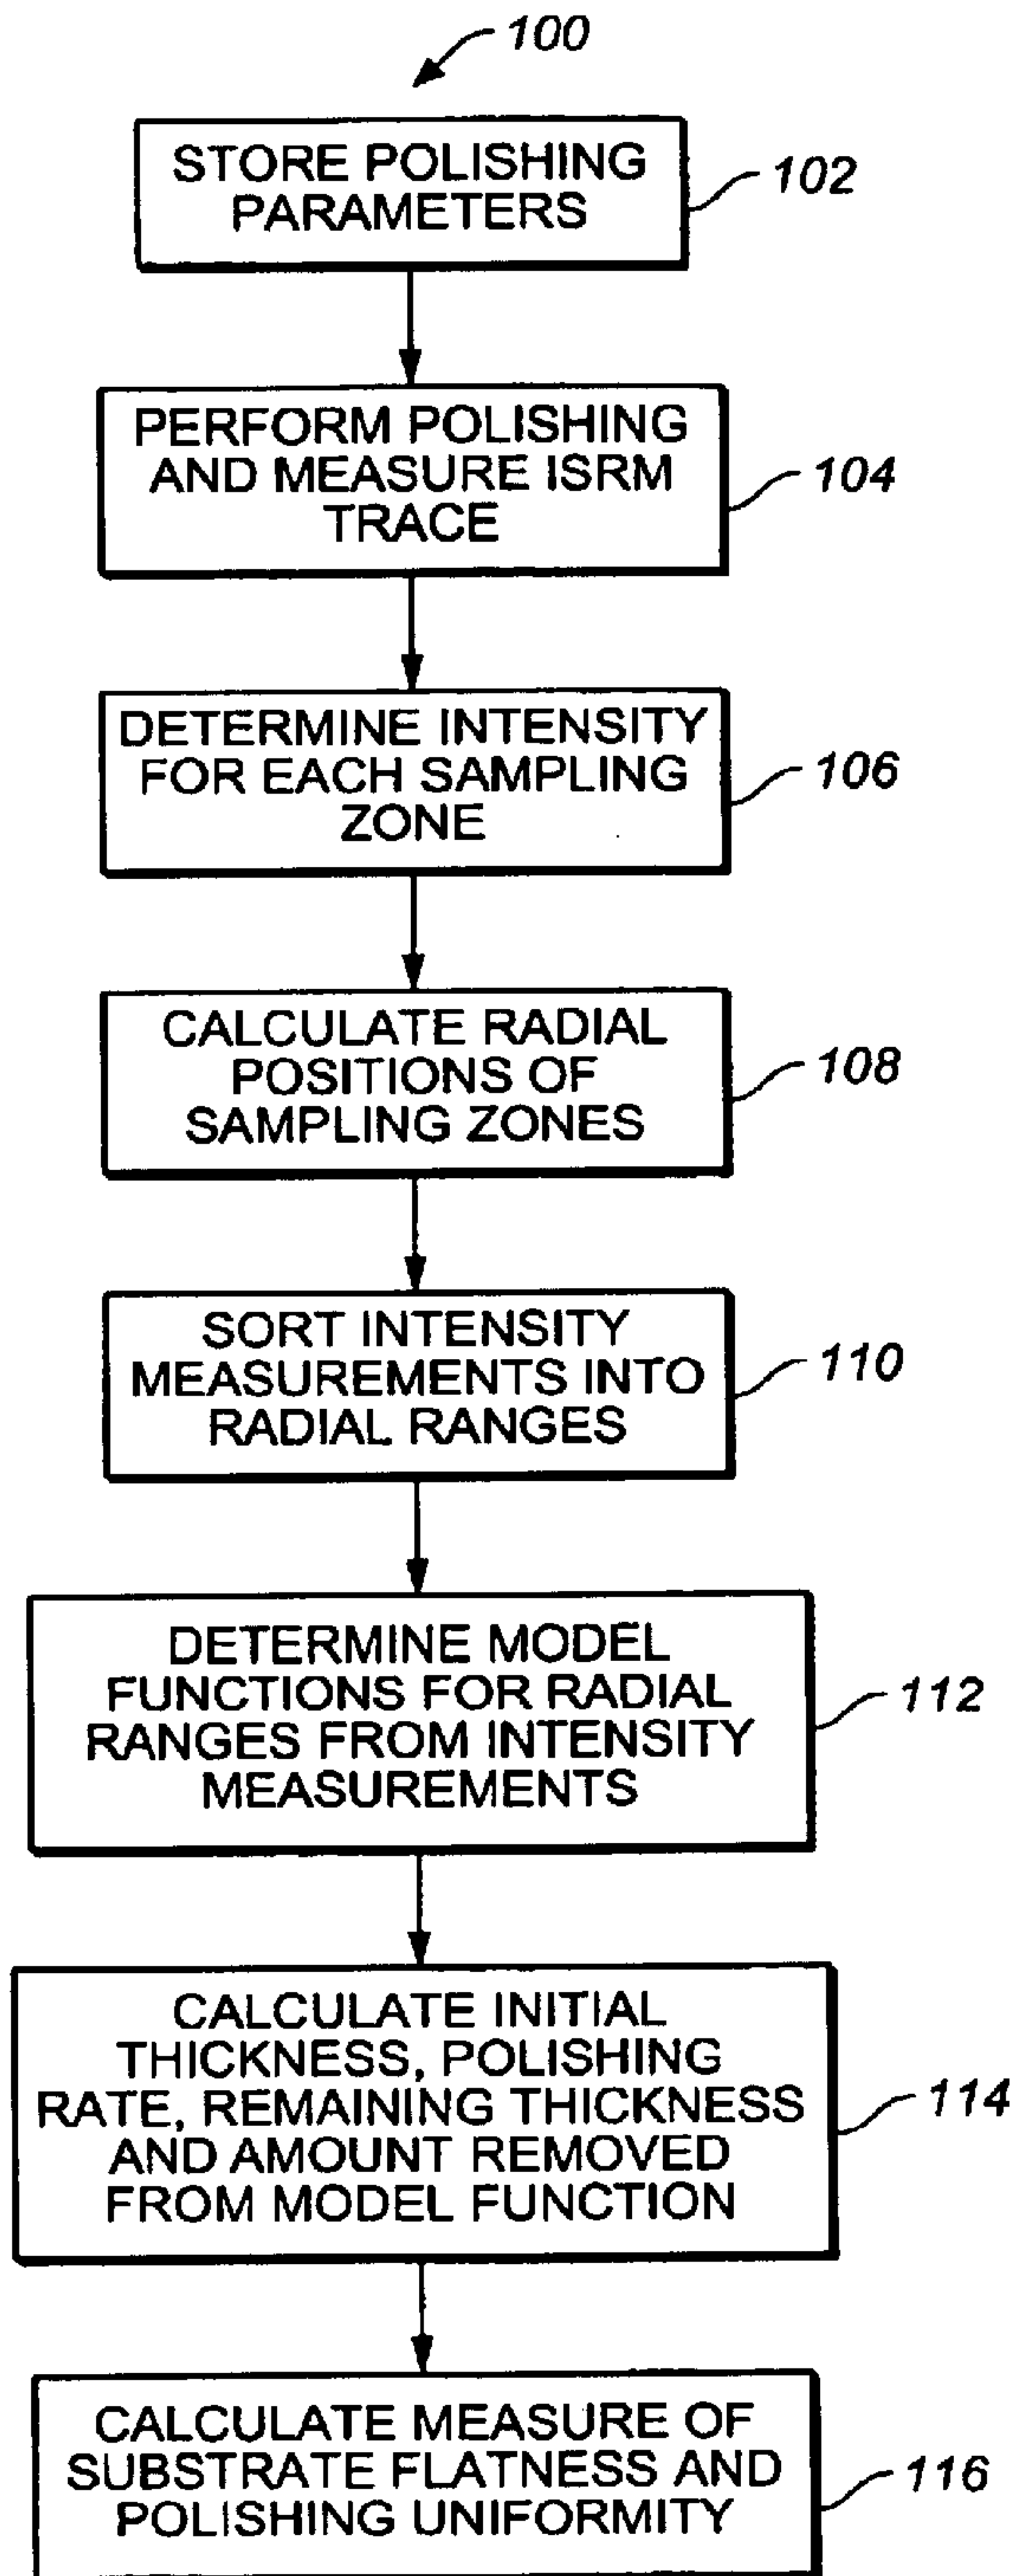 100
STORE POLISHING
PARAMETERS
102
PERFORM POLISHING
AND MEASURE ISRM
TRACE
104
DETERMINE INTENSITY
FOR EACH SAMPLING
ZONE
106
CALCULATE RADIAL
POSITIONS OF
SAMPLING ZONES
108
SORT INTENSITY
MEASUREMENTS INTO
RADIAL RANGES
110
DETERMINE MODEL
FUNCTIONS FOR RADIAL
RANGES FROM INTENSITY
MEASUREMENTS
112
CALCULATE INITIAL
THICKNESS, POLISHING
RATE, REMAINING THICKNESS
AND AMOUNT REMOVED
FROM MODEL FUNCTION
114
CALCULATE MEASURE OF
SUBSTRATE FLATNESS AND
POLISHING UNIFORMITY
116